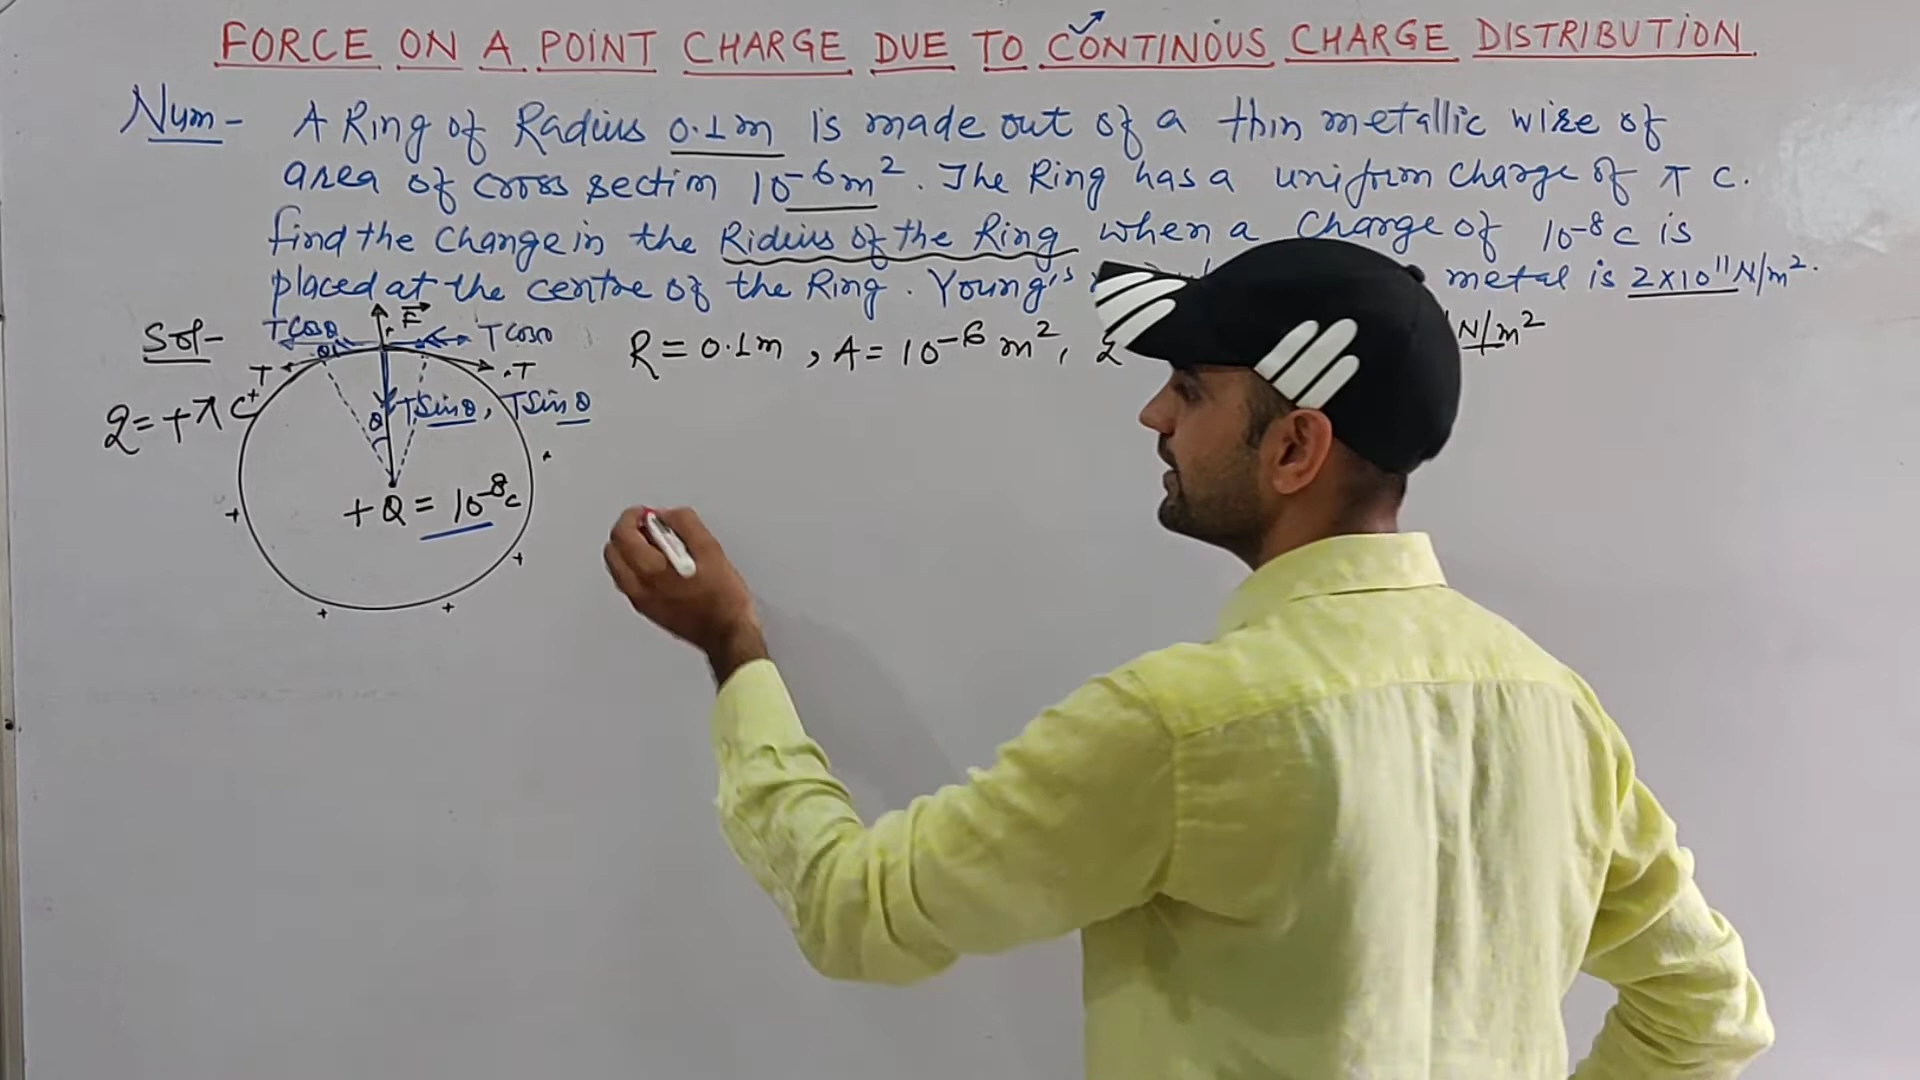 FORCE ON A POINT CHARGE DUE TO CONTINOUS CHARGE DISTRIBUTION
Num- A Ring of Radius 0.1m is made out of a thin metallic wire of
area of cross section 10⁻⁶m². The Ring has a uniform charge of π C.
find the change in the Ridius of the Ring when a Charge of 10⁻⁸C is
placed at the centre of the Ring. Young's metal is 2×10¹¹N/m².
Sol- R = 0.1m, A = 10⁻⁶ m², N/m²
Tcosθ F Tcosθ
T T
q=+π C
θ Tsinθ, Tsinθ
+Q = 10⁻⁸C